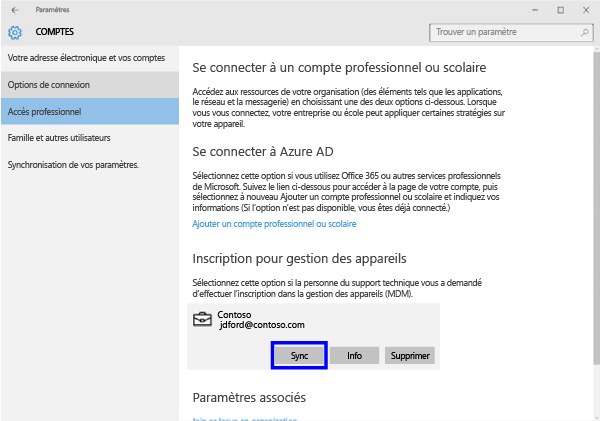 Paramètres
COMPTES
Trouver un paramètre
Votre adresse électronique et vos comptes
Options de connexion
Accès professionnel
Famille et autres utilisateurs
Synchronisation de vos paramètres.
Se connecter à un compte professionnel ou scolaire
Accédez aux ressources de votre organisation (des éléments tels que les applications,
le réseau et la messagerie) en choisissant une des deux options ci-dessous. Lorsque
vous vous connectez, votre entreprise ou école peut appliquer certaines stratégies sur
votre appareil.
Se connecter à Azure AD
Sélectionnez cette option si vous utilisez Office 365 ou autres services professionnels
de Microsoft. Suivez le lien ci-dessous pour accéder à la page de votre compte, puis
sélectionnez à nouveau Ajouter un compte professionnel ou scolaire et indiquez vos
informations (Si l'option n'est pas disponible, vous êtes déjà connecté.)
Ajouter un compte professionnel ou scolaire
Inscription pour gestion des appareils
Sélectionnez cette option si la personne du support technique vous a demandé
d'effectuer l'inscription dans la gestion des appareils (MDM).
Contoso
jdford@contoso.com
Sync
Info
Supprimer
Paramètres associés
Join or leave an organization